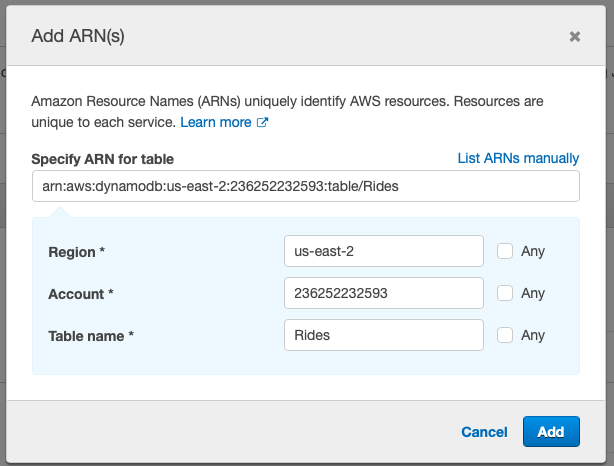 Add ARN(s)
Amazon Resource Names (ARNs) uniquely identify AWS resources. Resources are
unique to each service. Learn more
Specify ARN for table
List ARNs manually
arn:aws:dynamodb:us-east-2:236252232593:table/Rides
Region *
us-east-2
Any
Account *
236252232593
Any
Table name *
Rides
Any
Cancel
Add